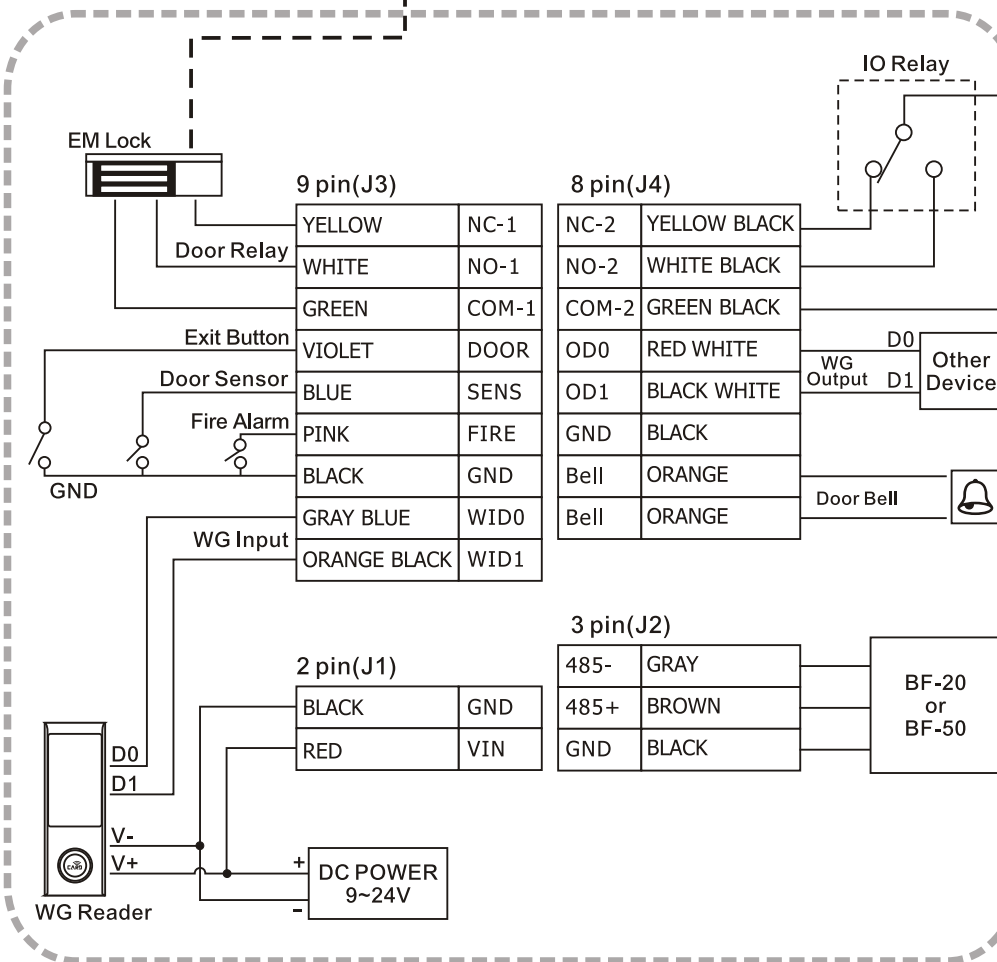 IO Relay
EM Lock
9 pin(J3)
8 pin(J4)
YELLOW NC-1
NC-2 YELLOW BLACK
Door Relay
WHITE NO-1
NO-2 WHITE BLACK
GREEN COM-1
COM-2 GREEN BLACK
Exit Button
VIOLET DOOR
OD0 RED WHITE
D0
WG
Output
D1
Other
Device
Door Sensor
BLUE SENS
OD1 BLACK WHITE
Fire Alarm
PINK FIRE
GND BLACK
GND
BLACK GND
Bell ORANGE
Door Bell
GRAY BLUE WID0
Bell ORANGE
WG Input
ORANGE BLACK WID1
3 pin(J2)
2 pin(J1)
485- GRAY
BLACK GND
485+ BROWN
RED VIN
GND BLACK
BF-20
or
BF-50
D0
D1
V-
V+
CARD
WG Reader
+
-
DC POWER
9~24V